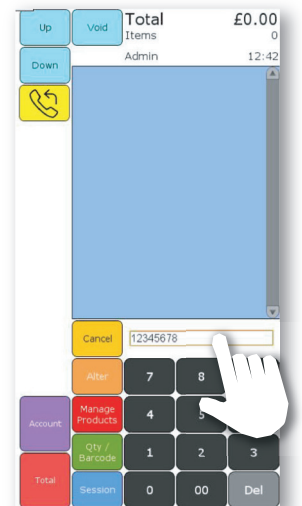 Up Void Total £0.00
Items 0
Down Admin 12:42
Cancel 12345678
Alter 7 8
Account Manage Products 4 5
Qty / Barcode 1 2 3
Total Session 0 00 Del